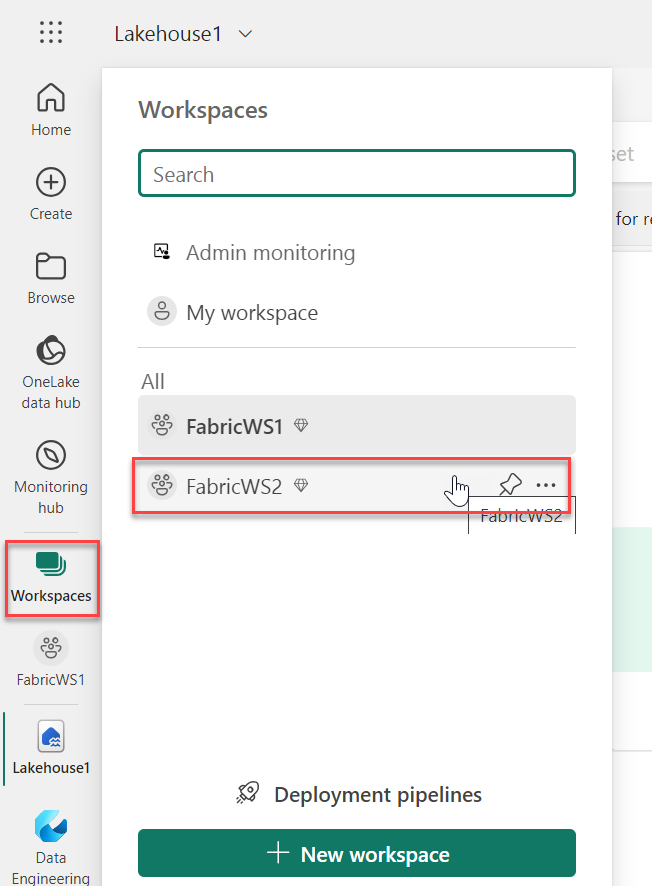 Lakehouse1
Home
Create
Browse
OneLake
data hub
Monitoring
hub
Workspaces
FabricWS1
Lakehouse1
Data
Engineering
Workspaces
Search
Admin monitoring
My workspace
All
FabricWS1
FabricWS2
FabricWS2
Deployment pipelines
New workspace
set
for re